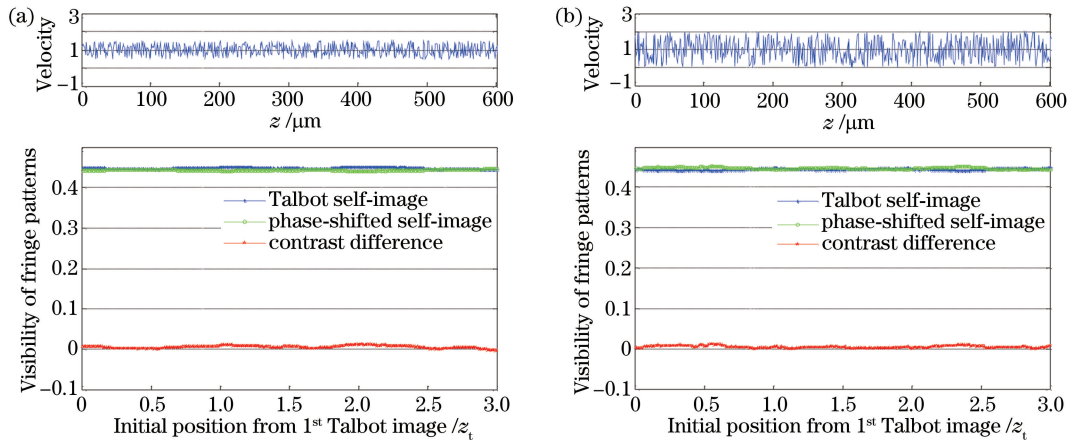 (a)
3
1
−1
Velocity
0 100 200 300 400 500 600
z /μm
0.4
0.3
0.2
0.1
0
−0.1
Visibility of fringe patterns
Talbot self-image
phase-shifted self-image
contrast difference
0 0.5 1.0 1.5 2.0 2.5 3.0
Initial position from 1st Talbot image /zt
(b)
3
1
−1
Velocity
0 100 200 300 400 500 600
z /μm
0.4
0.3
0.2
0.1
0
−0.1
Visibility of fringe patterns
Talbot self-image
phase-shifted self-image
contrast difference
0 0.5 1.0 1.5 2.0 2.5 3.0
Initial position from 1st Talbot image /zt